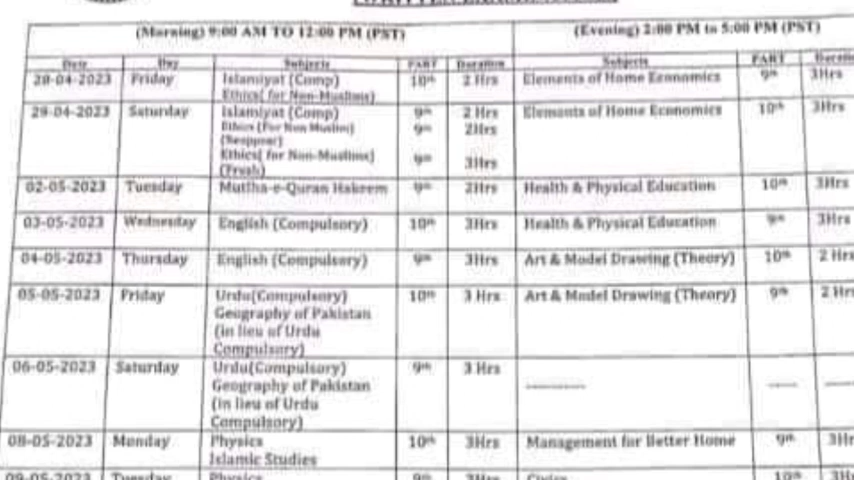 (Morning) 9:00 AM TO 12:00 PM (PST) (Evening) 2:00 PM to 5:00 PM (PST)
Date Day Subjects PART Duration Subjects PART
28-04-2023 Friday Islamiyat (Comp) 10th 2 Hrs Elements of Home Economics 9th 3Hrs
Ethics( for Non-Muslims)
29-04-2023 Saturday Islamiyat (Comp) 9th 2 Hrs Elements of Home Economics 10th 3Hrs
Ethics (For Non Muslim) 9th 2Hrs
(Reappear)
Ethics( for Non-Muslims) 9th 3Hrs
(Fresh)
02-05-2023 Tuesday Mutlha-e-Quran Hakeem 9th 2Hrs Health & Physical Education 10th 3Hrs
03-05-2023 Wednesday English (Compulsory) 10th 3Hrs Health & Physical Education 9th 3Hrs
04-05-2023 Thursday English (Compulsory) 9th 3Hrs Art & Model Drawing (Theory) 10th 2 Hrs
05-05-2023 Friday Urdu(Compulsory) 10th 3 Hrs Art & Model Drawing (Theory) 9th 2 Hrs
Geography of Pakistan
(in lieu of Urdu
Compulsory)
06-05-2023 Saturday Urdu(Compulsory) 9th 3 Hrs
Geography of Pakistan ---------- ----- -----
(in lieu of Urdu
Compulsory)
08-05-2023 Monday Physics 10th 3Hrs Management for Better Home 9th 3Hr
Islamic Studies
09-05-2023 Tuesday Physics 9th 3Hrs Civics 10th 3H